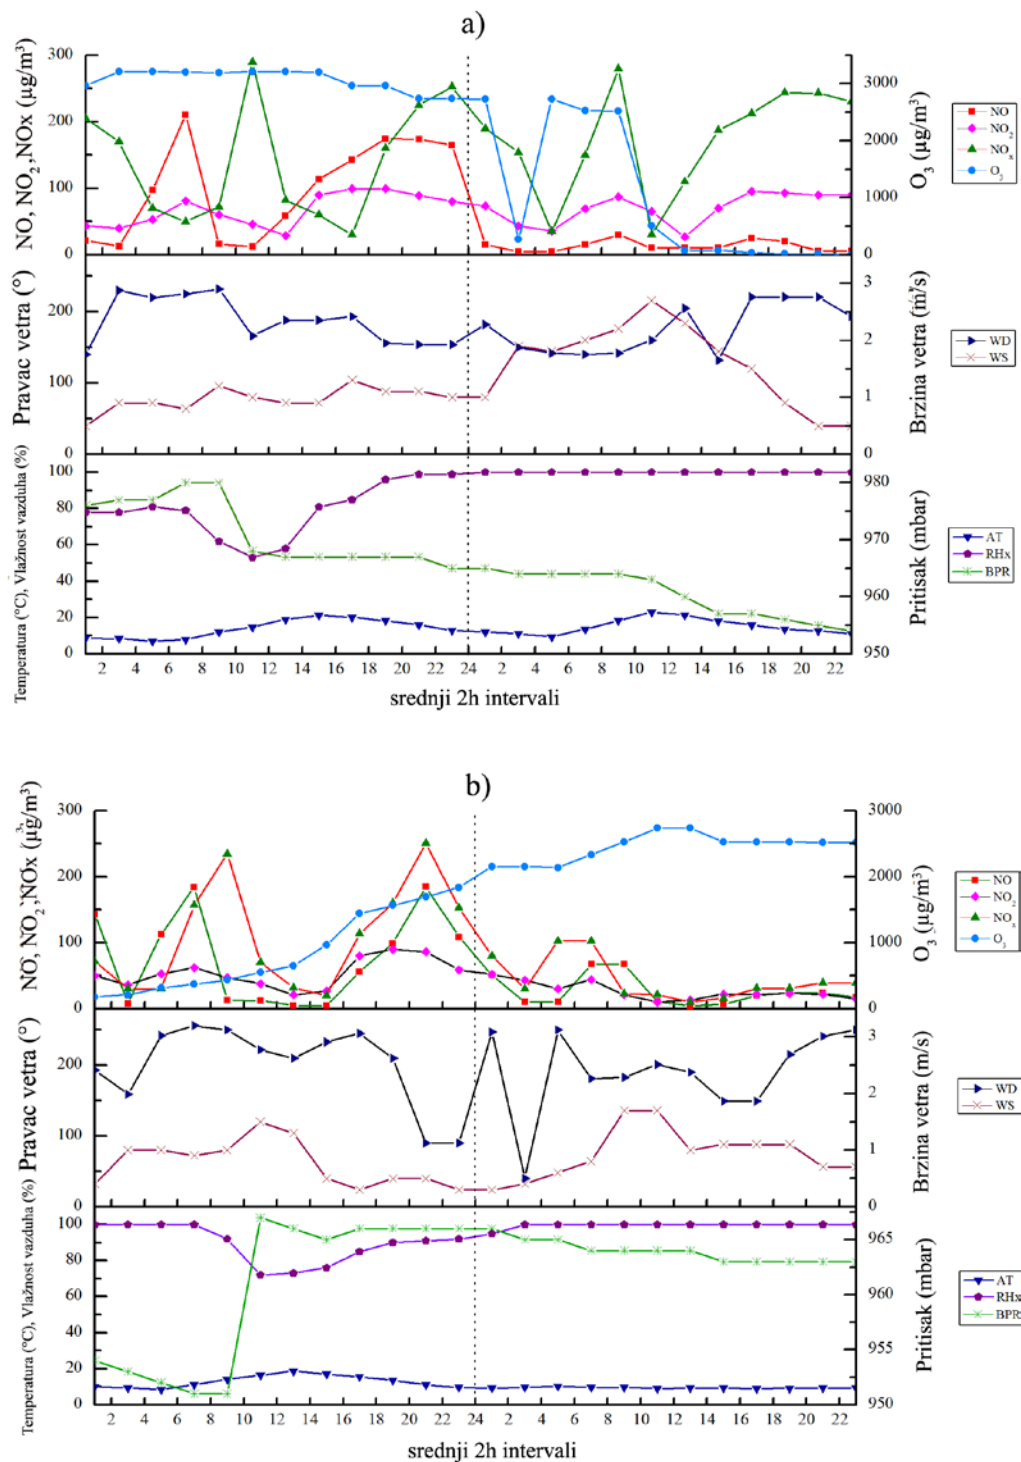 a)
NO, NO2,NOx (µg/m³)
300
200
100
0
3000
2000
1000
0
O3 (µg/m³)
NO
NO2
NOx
O3
Pravac vetra (°)
200
100
0
3
2
1
0
Brzina vetra (m/s)
WD
WS
Temperatura (°C), Vlažnost vazduha (%)
100
80
60
40
20
0
980
970
960
950
Pritisak (mbar)
AT
RHx
BPR
2 4 6 8 10 12 14 16 18 20 22 24 2 4 6 8 10 12 14 16 18 20 22
srednji 2h intervali
b)
NO, NO2,NOx (µg/m³)
300
200
100
0
3000
2000
1000
0
O3 (µg/m³)
NO
NO2
NOx
O3
Pravac vetra (°)
200
100
0
3
2
1
0
Brzina vetra (m/s)
WD
WS
Temperatura (°C), Vlažnost vazduha (%)
100
80
60
40
20
0
965
960
955
950
Pritisak (mbar)
AT
RHx
BPR
2 4 6 8 10 12 14 16 18 20 22 24 2 4 6 8 10 12 14 16 18 20 22
srednji 2h intervali